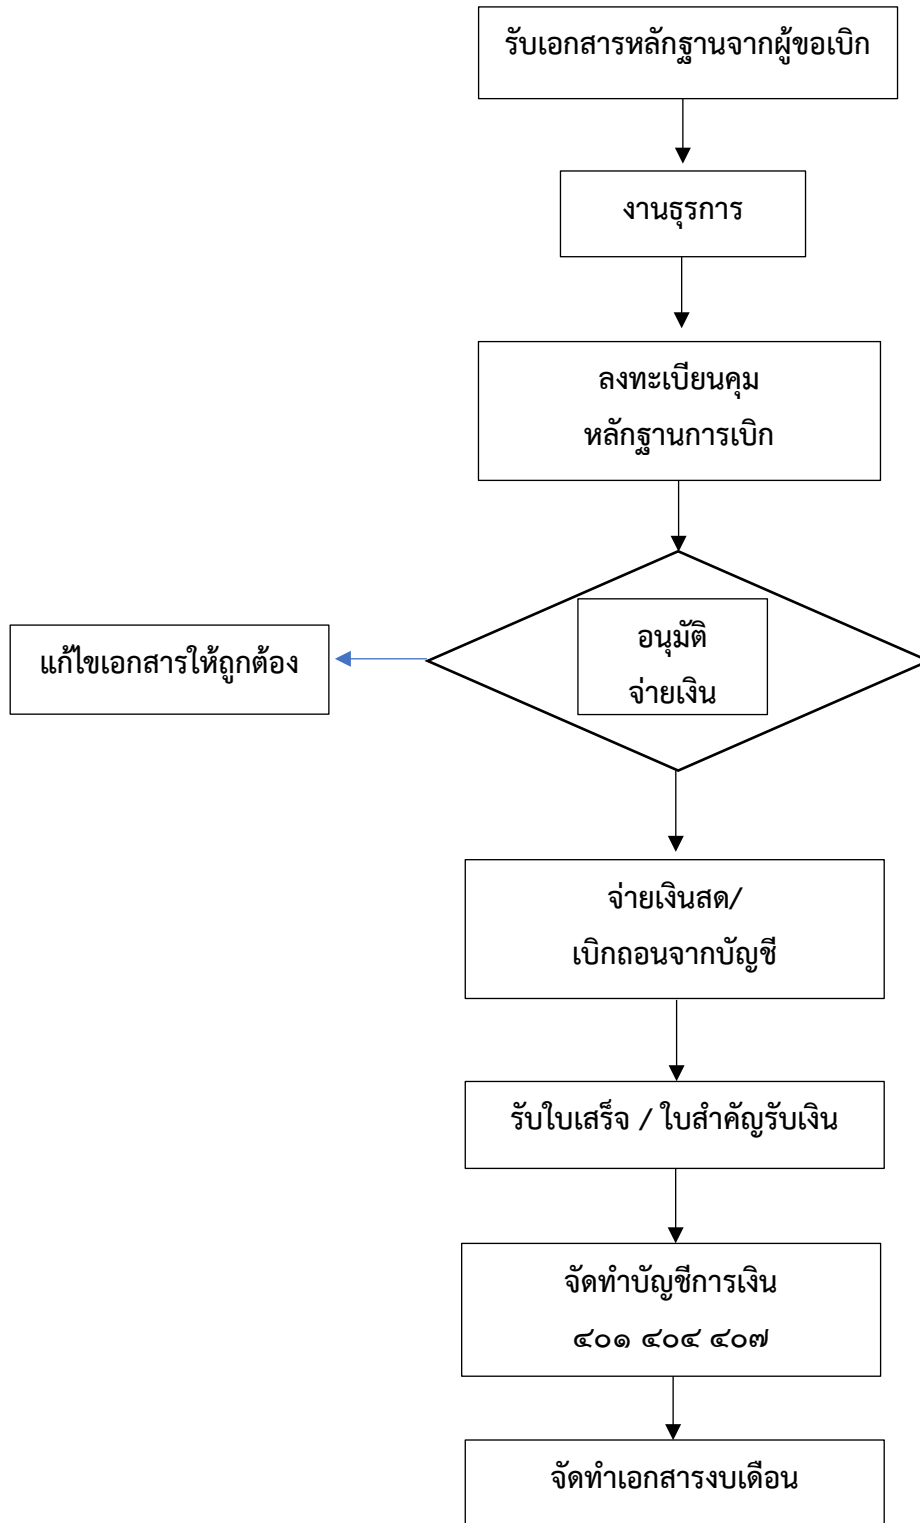 รับเอกสารหลักฐานจากผู้ขอเบิก
งานธุรการ
ลงทะเบียนคุม
หลักฐานการเบิก
อนุมัติ
จ่ายเงิน
แก้ไขเอกสารให้ถูกต้อง
จ่ายเงินสด/
เบิกถอนจากบัญชี
รับใบเสร็จ / ใบสำคัญรับเงิน
จัดทำบัญชีการเงิน
๔๐๑ ๔๐๔ ๔๐๗
จัดทำเอกสารงบเดือน